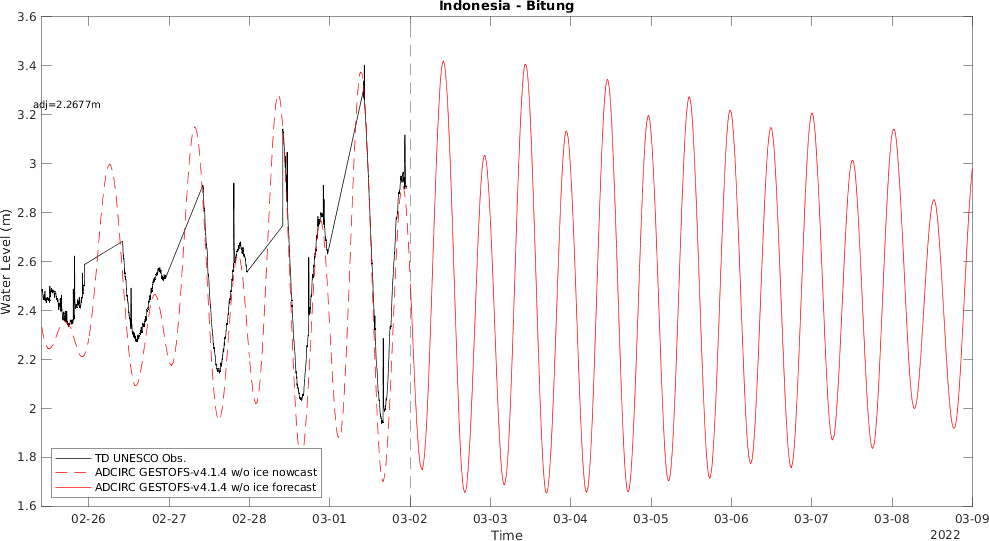 Indonesia - Bitung
3.6
3.4
adj=2.2677m
3.2
3
2.8
2.6
2.4
2.2
2
1.8
1.6
Water Level (m)
TD UNESCO Obs.
ADCIRC GESTOFS-v4.1.4 w/o ice nowcast
ADCIRC GESTOFS-v4.1.4 w/o ice forecast
02-26 02-27 02-28 03-01 03-02 03-03 03-04 03-05 03-06 03-07 03-08 03-09
Time
2022